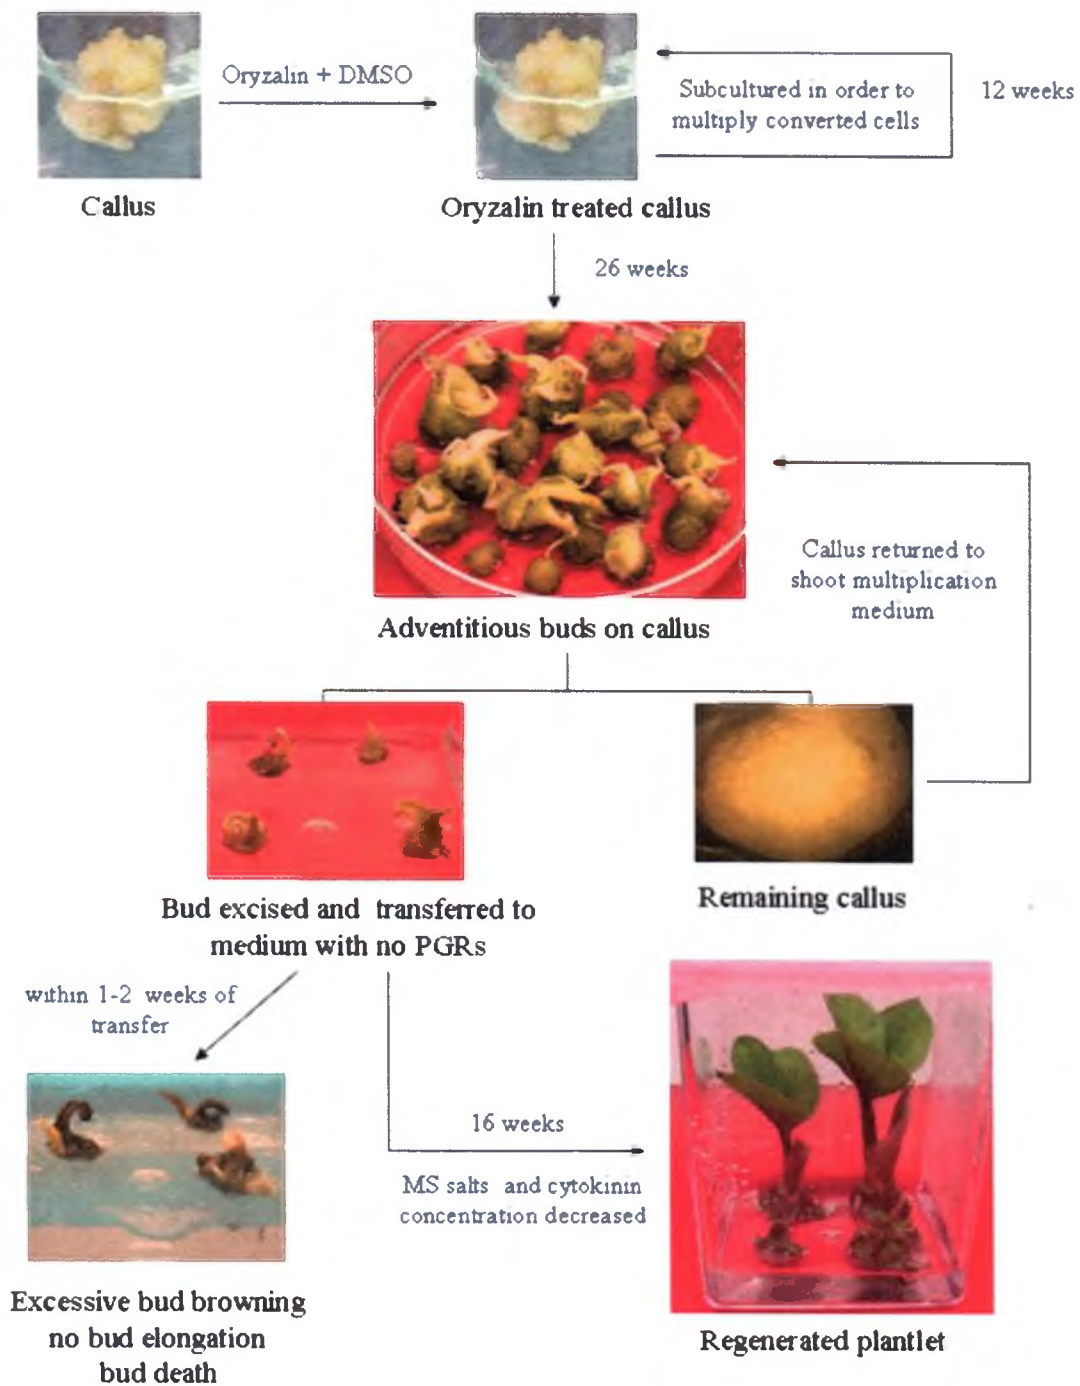 Oryzalin + DMSO
Subcultured in order to
multiply converted cells
12 weeks
Callus
Oryzalin treated callus
26 weeks
Callus returned to
shoot multiplication
medium
Adventitious buds on callus
Bud excised and transferred to
medium with no PGRs
Remaining callus
within 1-2 weeks of
transfer
16 weeks
MS salts and cytokinin
concentration decreased
Excessive bud browning
no bud elongation
bud death
Regenerated plantlet